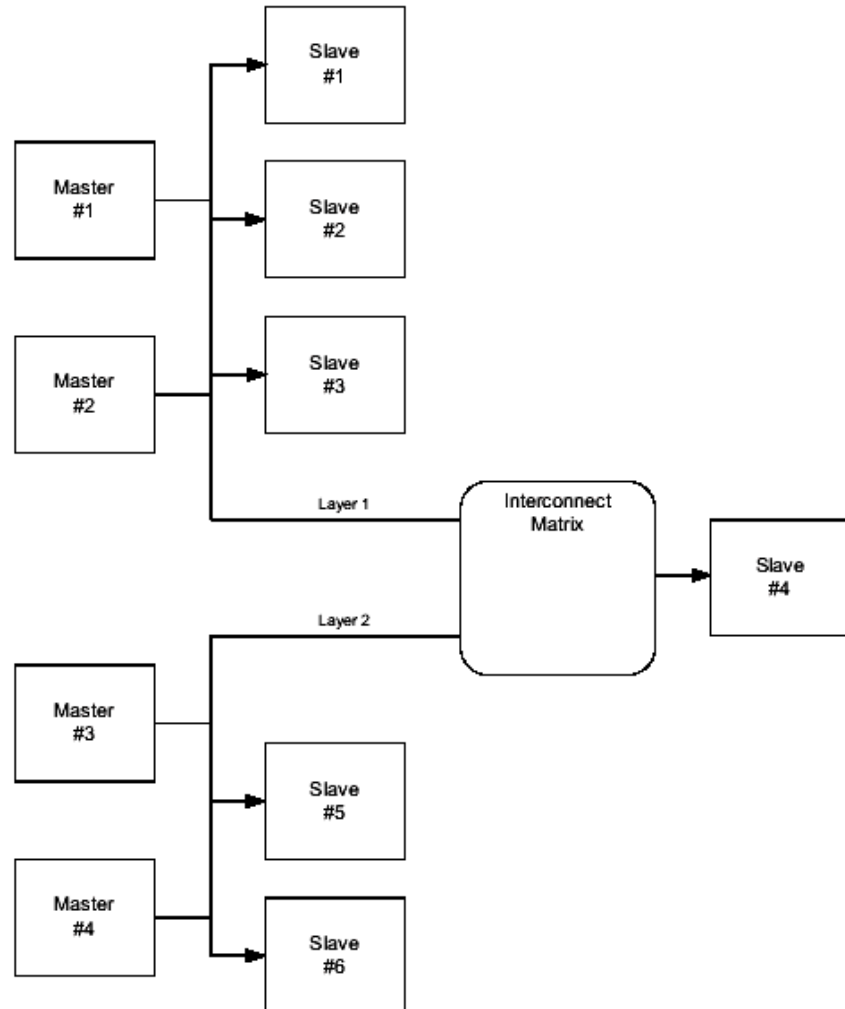 Slave
#1
Master
#1
Slave
#2
Master
#2
Slave
#3
Layer 1
Interconnect
Matrix
Slave
#4
Layer 2
Master
#3
Slave
#5
Master
#4
Slave
#6